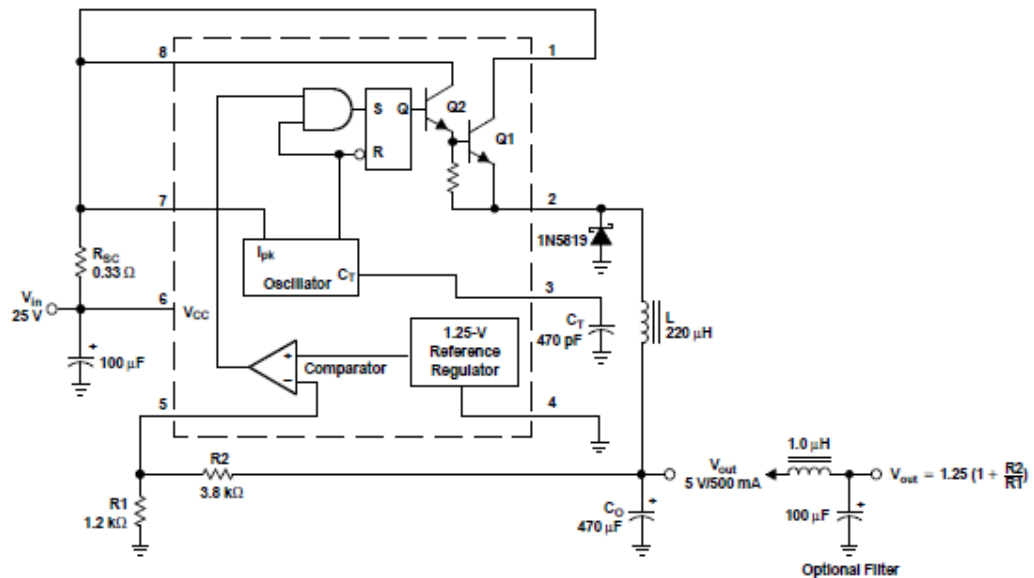 8
1
S
Q
Q2
R
Q1
7
2
RSC
0.33 Ω
Ipk
CT
Oscillator
1N5819
Vin
25 V
6
VCC
3
CT
470 pF
L
220 µH
+
100 µF
1.25-V
Reference
Regulator
+
−
Comparator
5
4
R2
3.8 kΩ
R1
1.2 kΩ
Vout
5 V/500 mA
1.0 µH
Vout = 1.25 (1 + R2/R1)
CO
470 µF
+
100 µF
+
Optional Filter